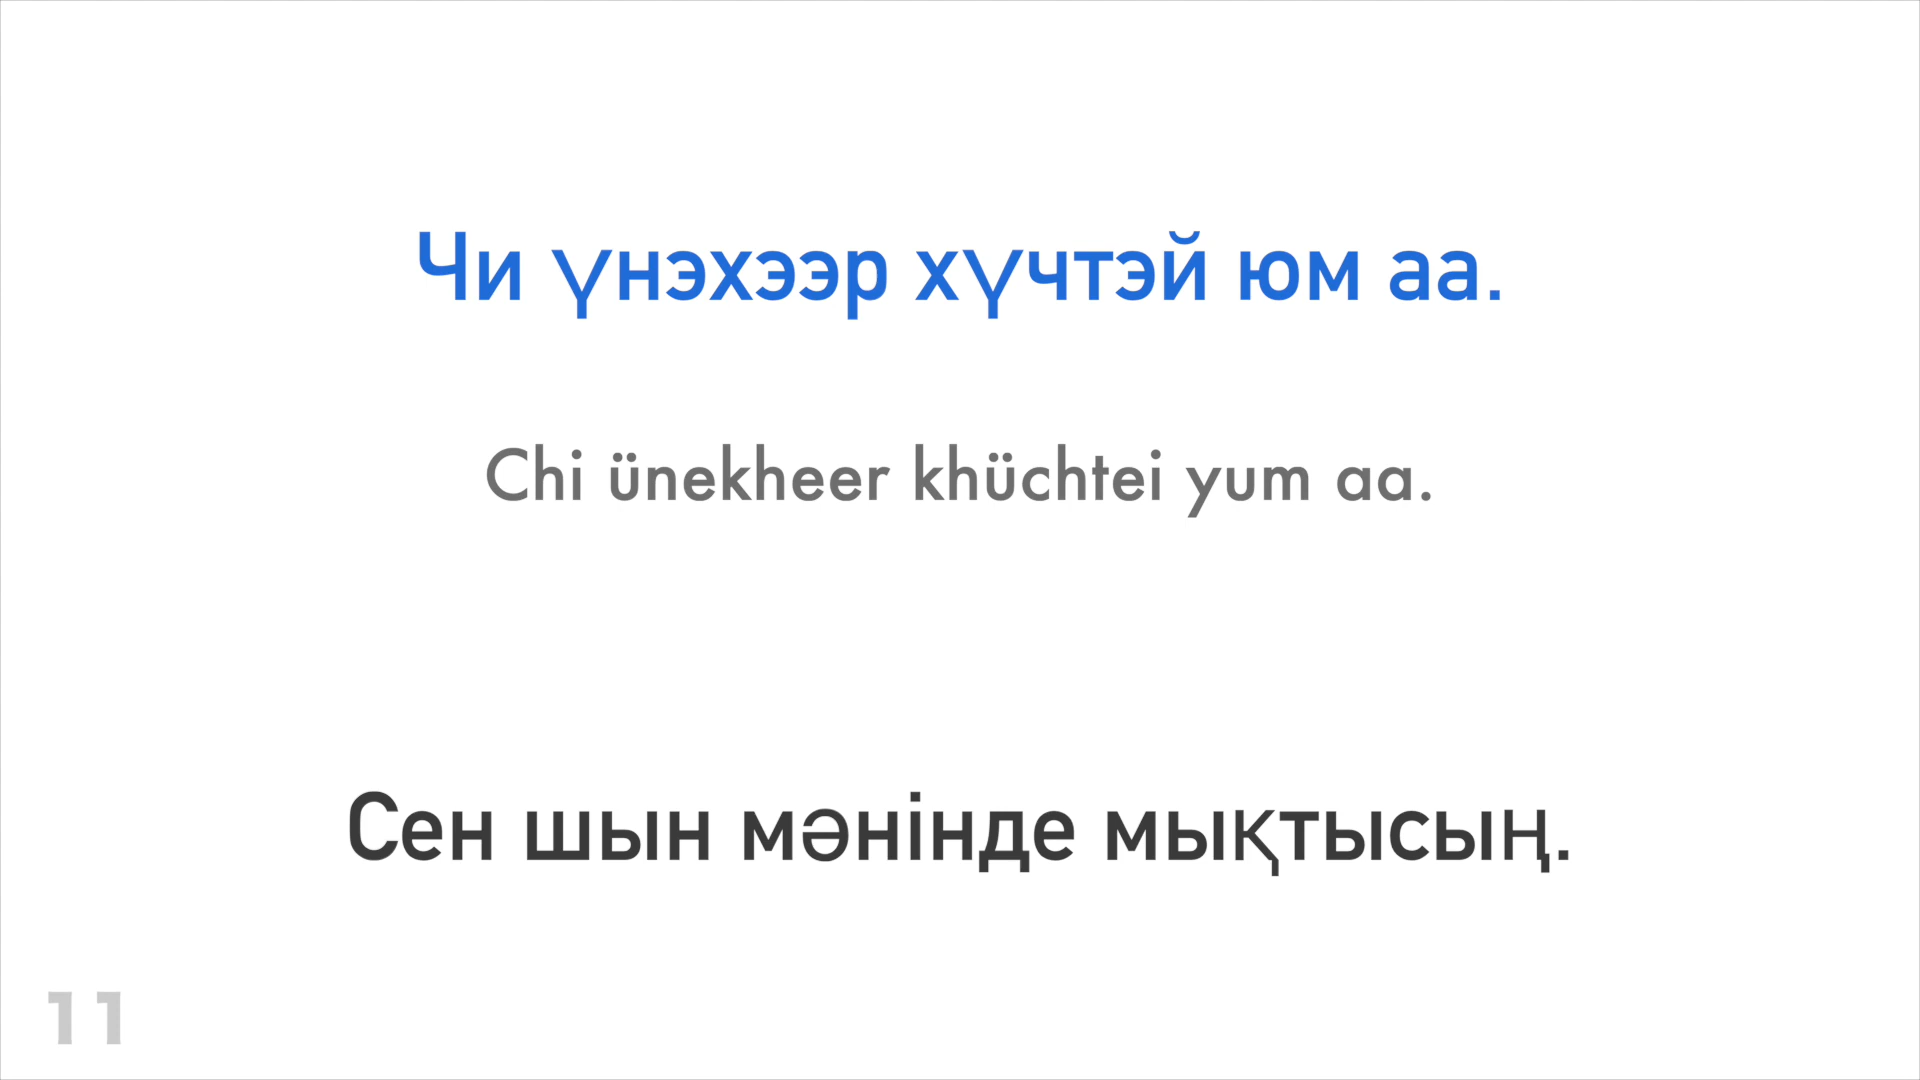 Чи үнэхээр хүчтэй юм аа.
Chi ünekheer khüchtei yum aa.
Сен шын мәнінде мықтысың.
11